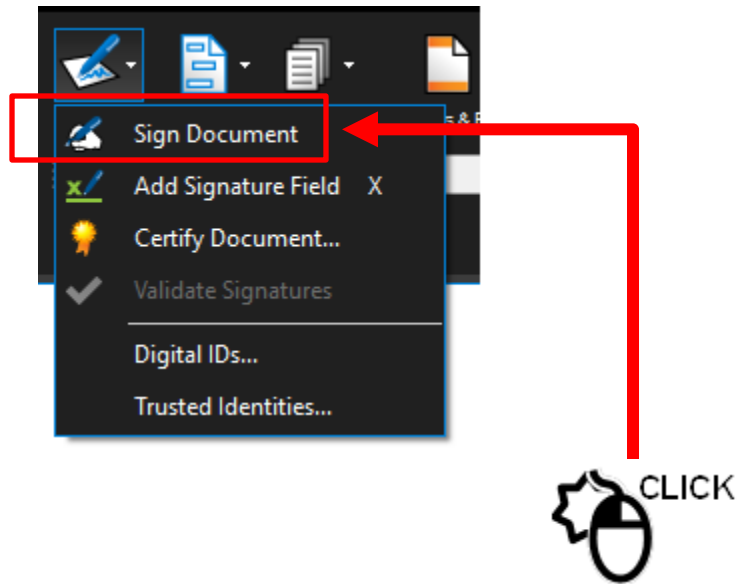 Sign Document
Add Signature Field X
Certify Document...
Validate Signatures
Digital IDs...
Trusted Identities...
CLICK